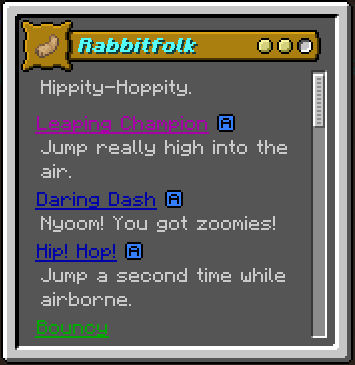 Rabbitfolk
Hippity-Hoppity.
Leaping Champion A
Jump really high into the
air.
Daring Dash A
Nyoom! You got zoomies!
Hip! Hop! A
Jump a second time while
airborne.
Bouncy